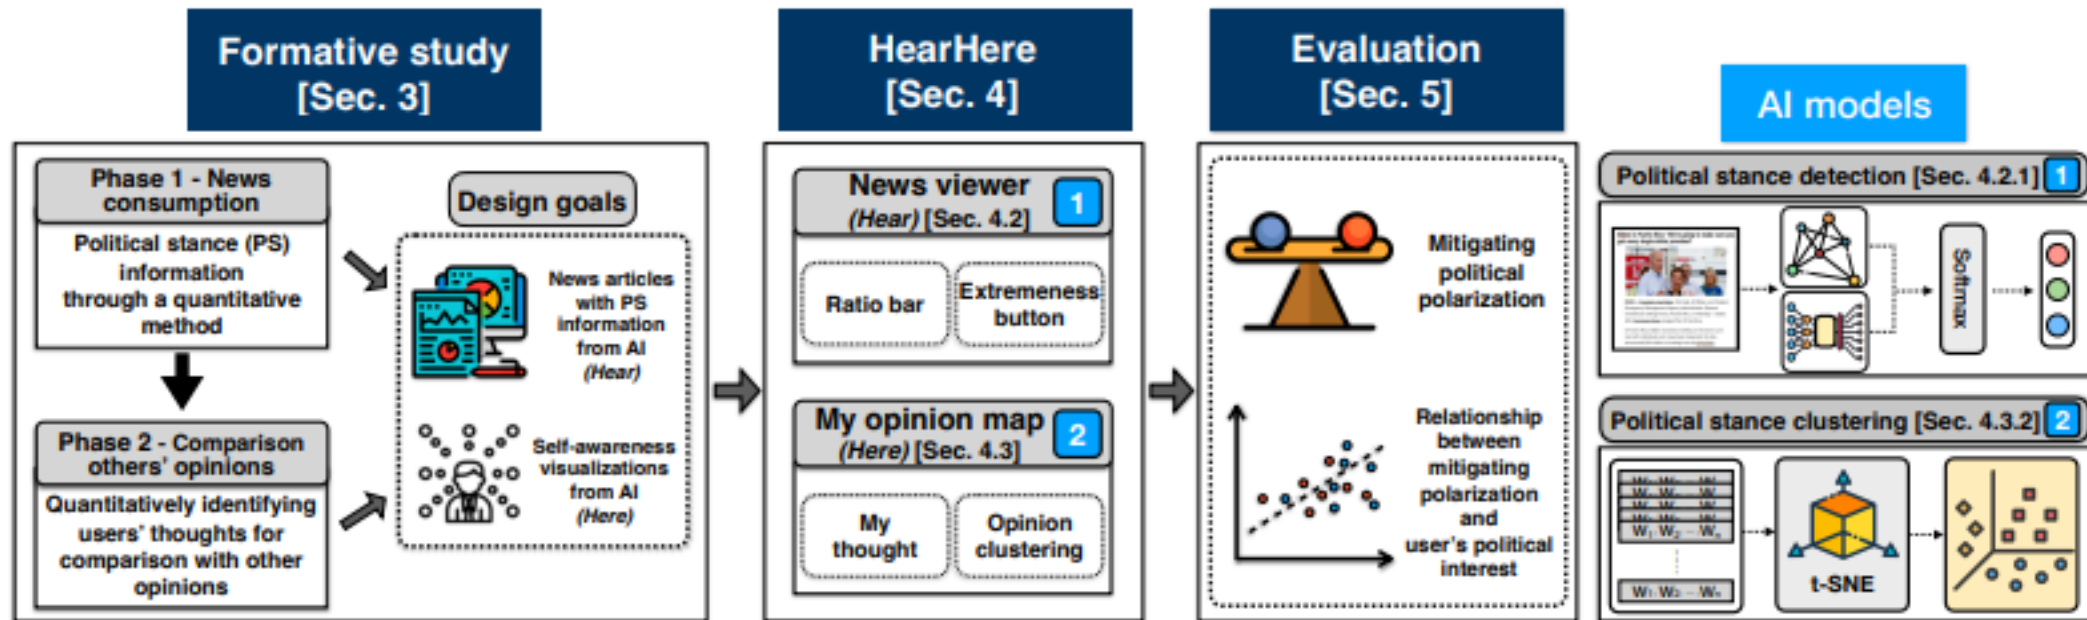 Formative study
[Sec. 3]
Phase 1 - News
consumption
Political stance (PS)
information
through a quantitative
method
Phase 2 - Comparison
others' opinions
Quantitatively identifying
users' thoughts for
comparison with other
opinions
Design goals
News articles
with PS
information
from AI
(Hear)
Self-awareness
visualizations
from AI
(Here)
HearHere
[Sec. 4]
News viewer
(Hear) [Sec. 4.2]
1
Ratio bar
Extremeness
button
My opinion map
(Here) [Sec. 4.3]
2
My
thought
Opinion
clustering
Evaluation
[Sec. 5]
Mitigating
political
polarization
Relationship
between
mitigating
polarization
and
user's political
interest
AI models
Political stance detection [Sec. 4.2.1] 1
Softmax
Political stance clustering [Sec. 4.3.2] 2
t-SNE